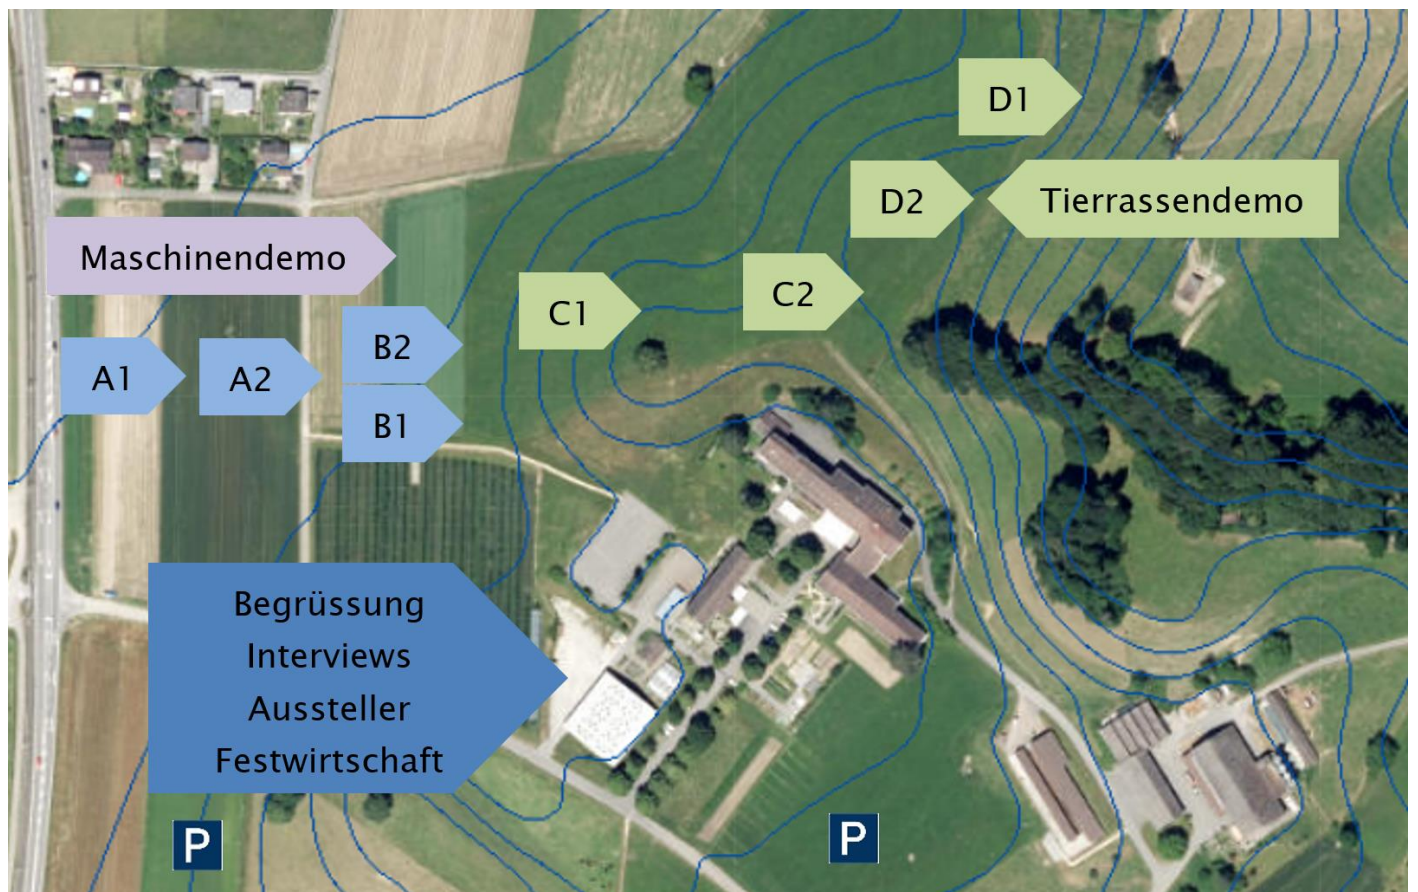 D1
D2
Tierrassendemo
Maschinendemo
C1
C2
B2
A1
A2
B1
Begrüssung
Interviews
Aussteller
Festwirtschaft
P
P